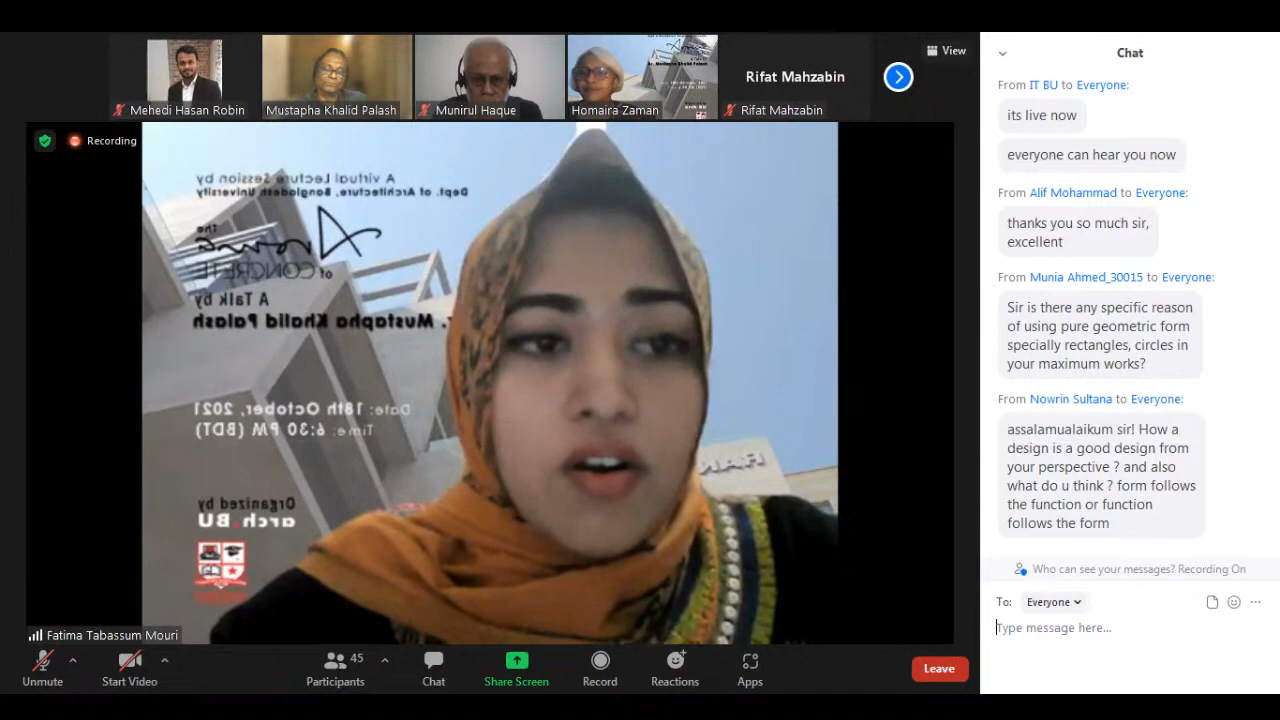 Mehedi Hasan Robin
Mustapha Khalid Palash
Munirul Haque
Homaira Zaman
Rifat Mahzabin
Rifat Mahzabin
View
Recording
A virtual Lecture Session by
Dept. of Architecture, Bangladesh University
The
Aroma
of CONCRETE
A Talk by
r. Mustapha Khalid Palash
Date: 18th October, 2021
Time: 6:30 PM (BDT)
Organized by
arch.BU
Fatima Tabassum Mouri
Unmute
Start Video
45
Participants
Chat
Share Screen
Record
Reactions
Apps
Leave
Chat
From IT BU to Everyone:
its live now
everyone can hear you now
From Alif Mohammad to Everyone:
thanks you so much sir,
excellent
From Munia Ahmed_30015 to Everyone:
Sir is there any specific reason
of using pure geometric form
specially rectangles, circles in
your maximum works?
From Nowrin Sultana to Everyone:
assalamualaikum sir! How a
design is a good design from
your perspective ? and also
what do u think ? form follows
the function or function
follows the form
Who can see your messages? Recording On
To: Everyone
Type message here...